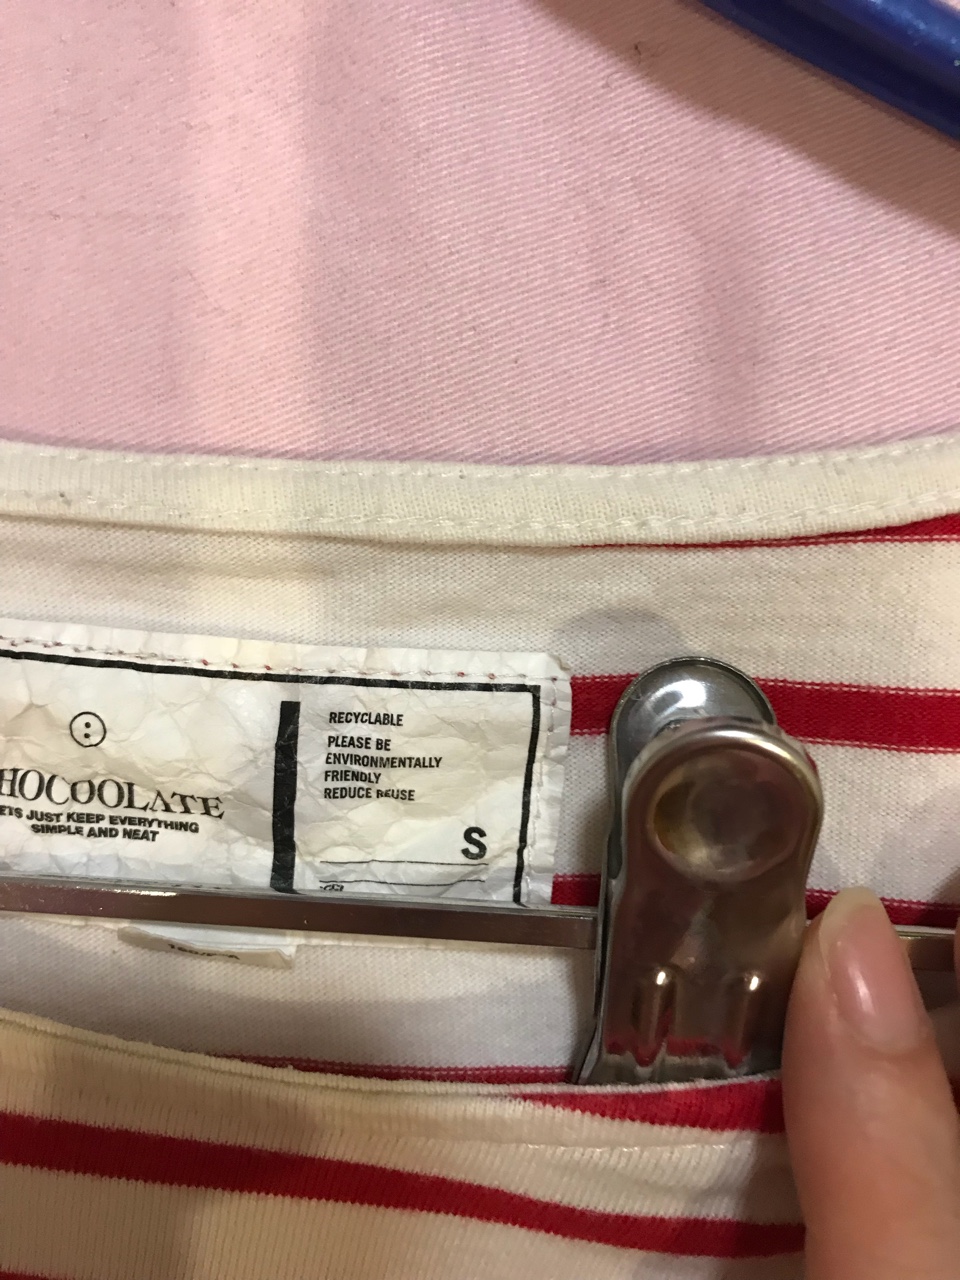 HOCOOLATE
ETS JUST KEEP EVERYTHING
SIMPLE AND NEAT
RECYCLABLE
PLEASE BE
ENVIRONMENTALLY
FRIENDLY
REDUCE REUSE
S